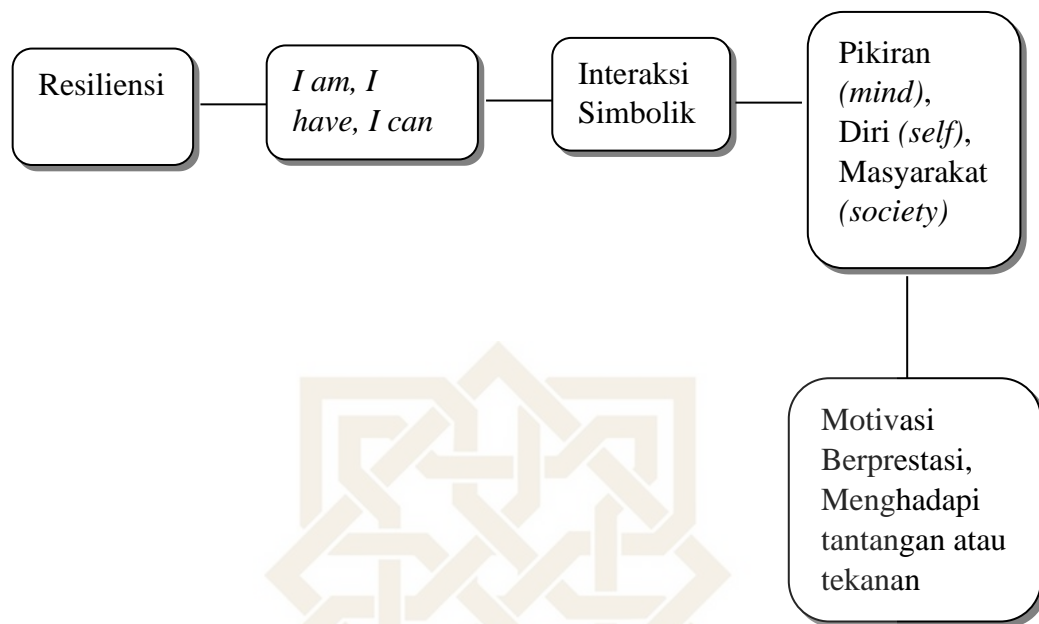 Resiliensi
I am, I
have, I can
Interaksi
Simbolik
Pikiran
(mind),
Diri (self),
Masyarakat
(society)
Motivasi
Berprestasi,
Menghadapi
tantangan atau
tekanan